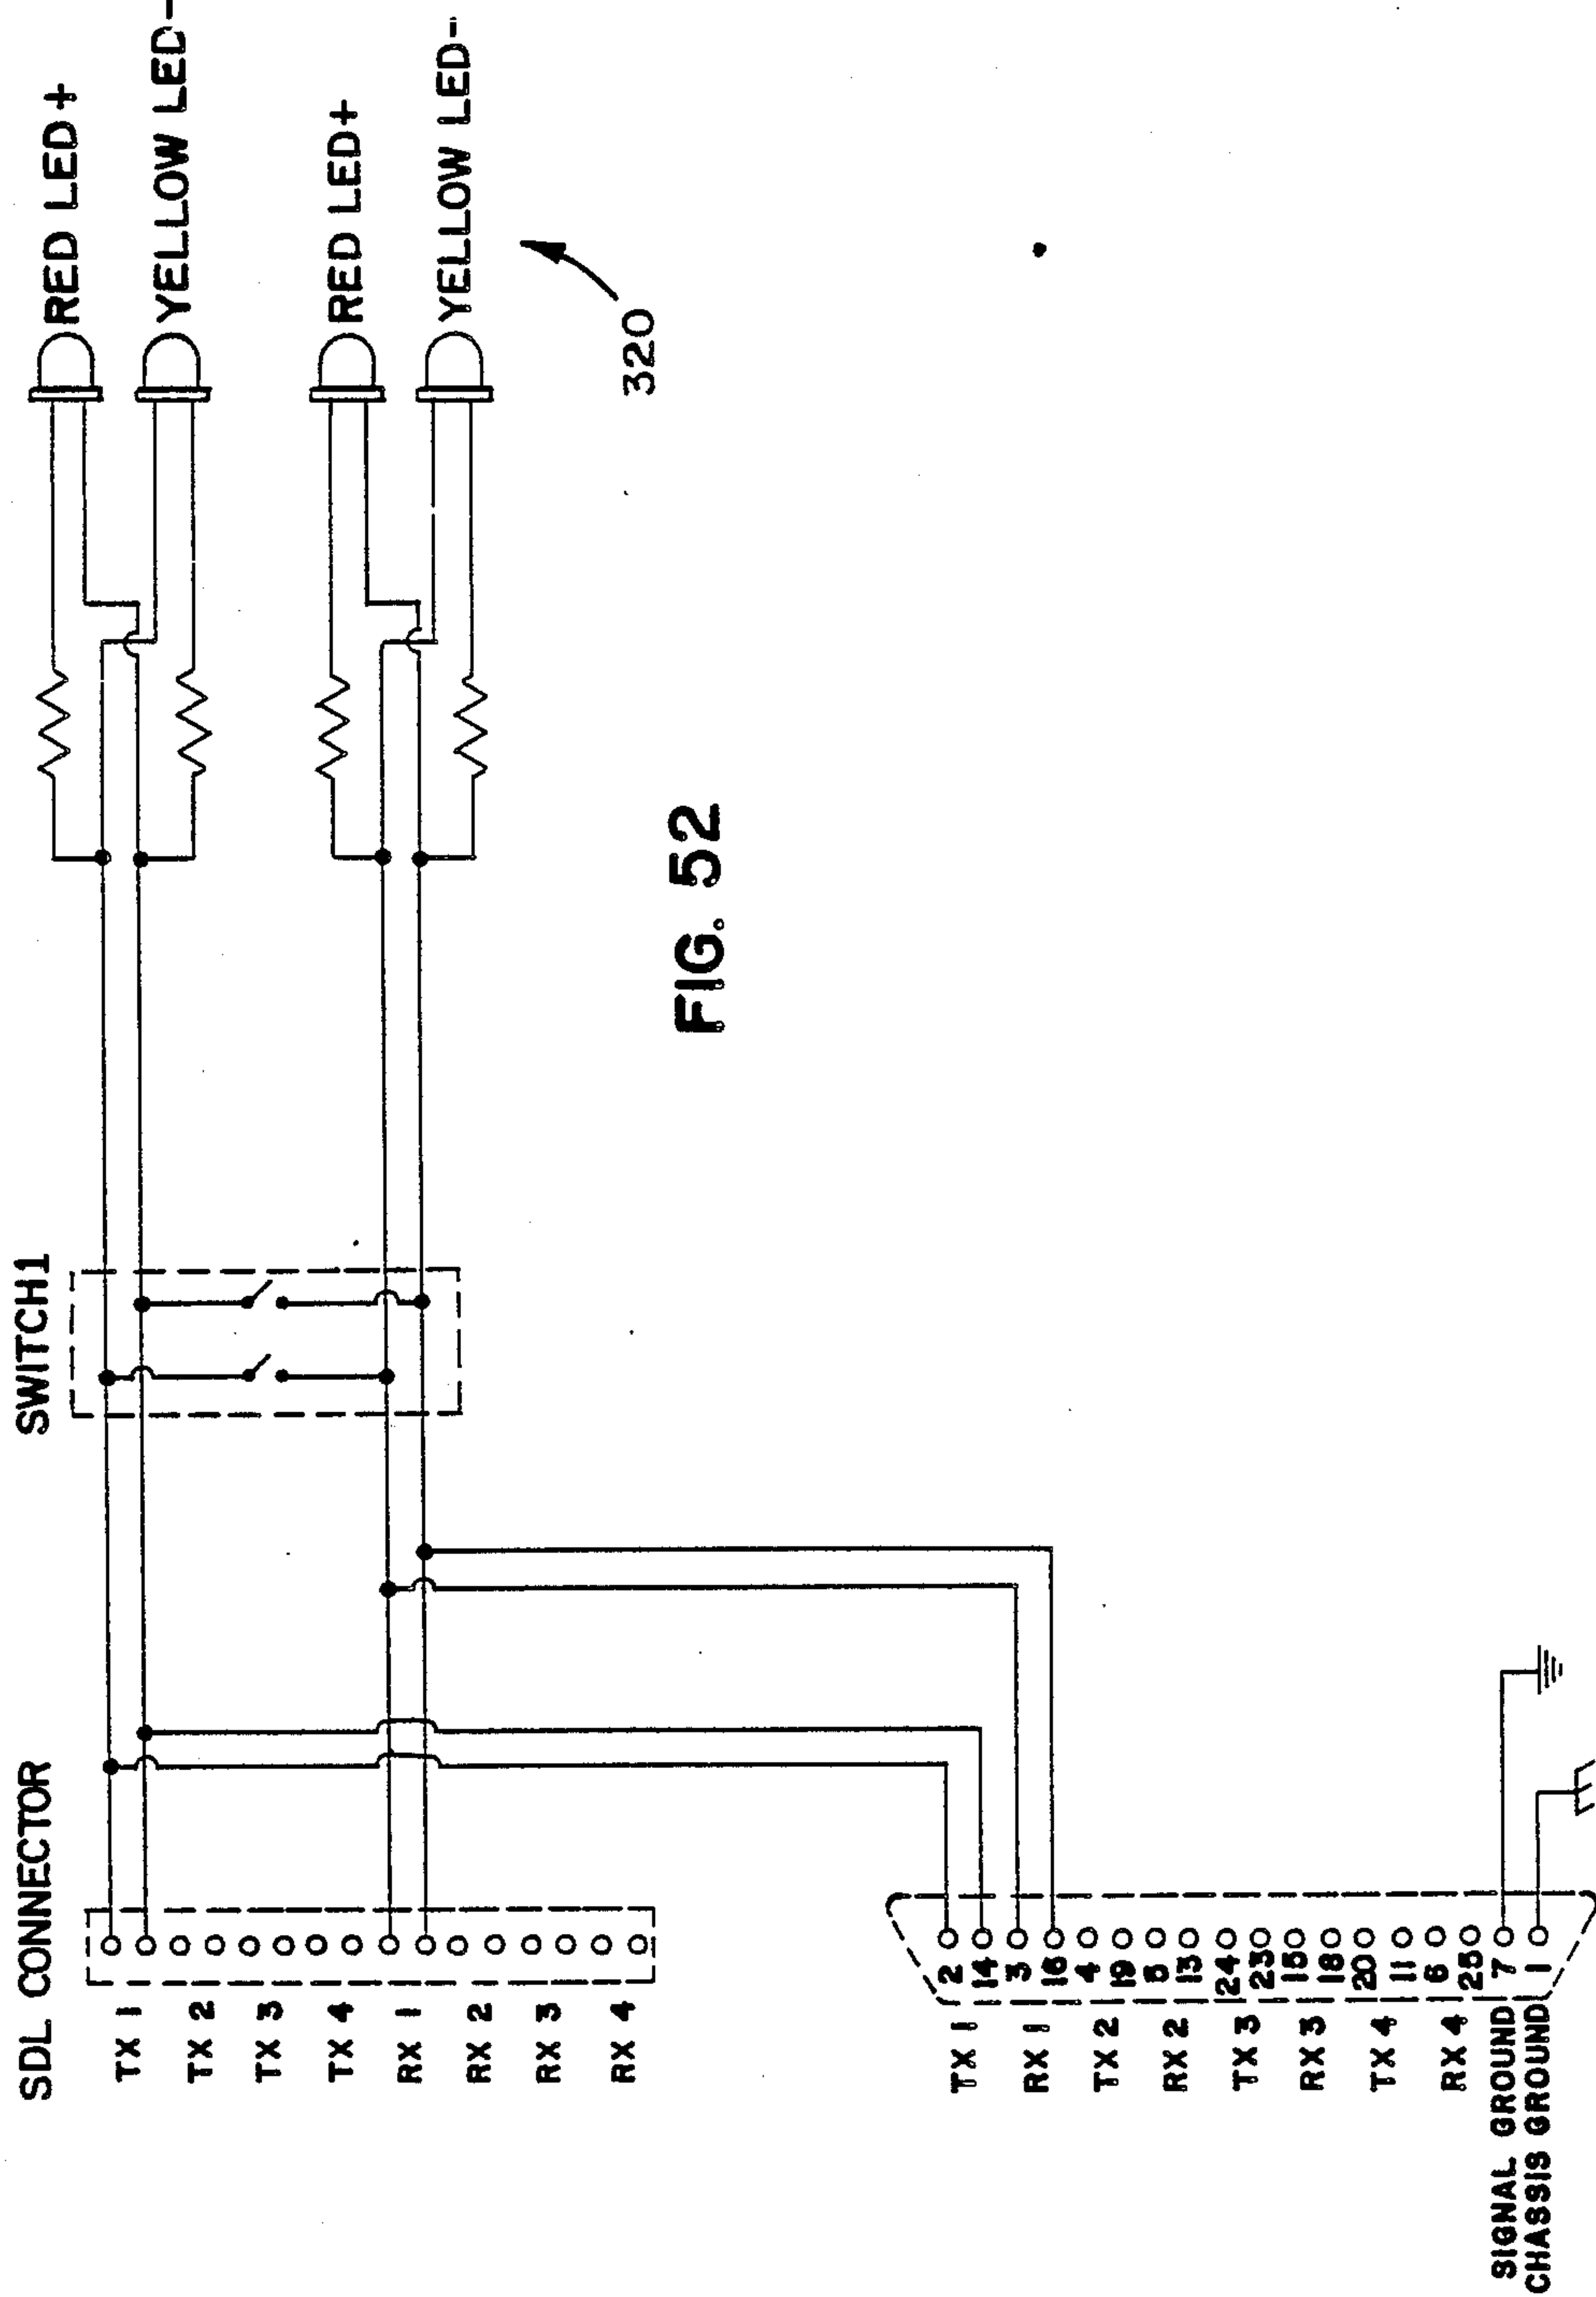 SDL CONNECTOR
SWITCH1
RED LED+
YELLOW LED-
RED LED+
YELLOW LED-
320
TX 1
TX 2
TX 3
TX 4
RX 1
RX 2
RX 3
RX 4
FIG. 52
TX 1
2
14
RX 1
3
16
TX 2
4
19
RX 2
5
13
TX 3
24
23
RX 3
15
18
TX 4
20
11
RX 4
6
25
SIGNAL GROUND
7
CHASSIS GROUND
1